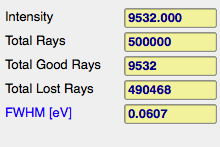 Intensity 9532.000
Total Rays 500000
Total Good Rays 9532
Total Lost Rays 490468
FWHM [eV] 0.0607